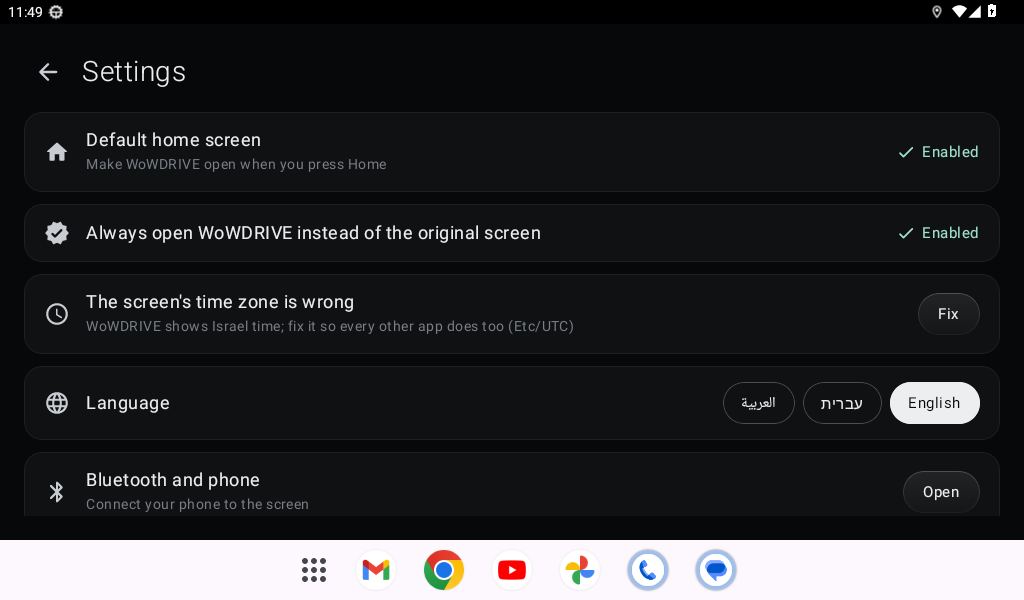 11:49
Settings
Default home screen
Make WoWDRIVE open when you press Home
Enabled
Always open WoWDRIVE instead of the original screen
Enabled
The screen's time zone is wrong
WoWDRIVE shows Israel time; fix it so every other app does too (Etc/UTC)
Fix
Language
العربية
עברית
English
Bluetooth and phone
Connect your phone to the screen
Open